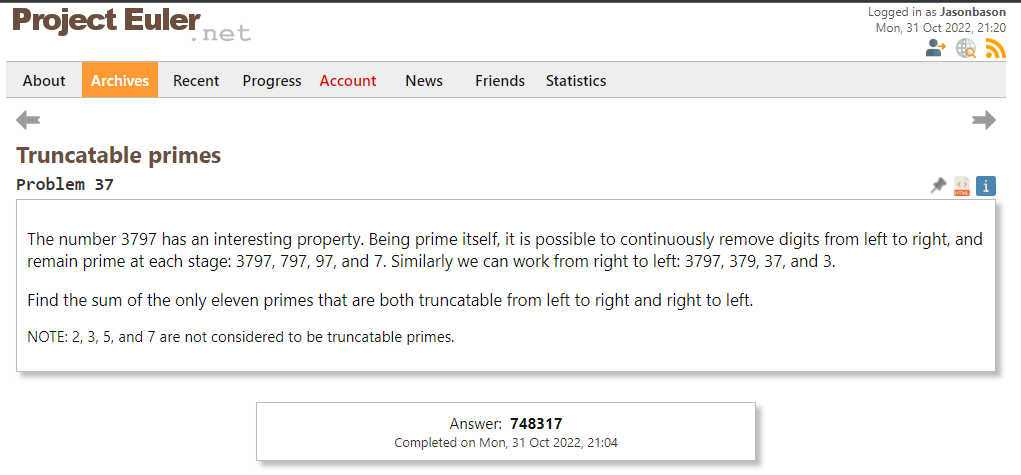 Project Euler
.net
Logged in as Jasonbason
Mon, 31 Oct 2022, 21:20
About Archives Recent Progress Account News Friends Statistics
Truncatable primes
Problem 37
The number 3797 has an interesting property. Being prime itself, it is possible to continuously remove digits from left to right, and
remain prime at each stage: 3797, 797, 97, and 7. Similarly we can work from right to left: 3797, 379, 37, and 3.
Find the sum of the only eleven primes that are both truncatable from left to right and right to left.
NOTE: 2, 3, 5, and 7 are not considered to be truncatable primes.
Answer: 748317
Completed on Mon, 31 Oct 2022, 21:04